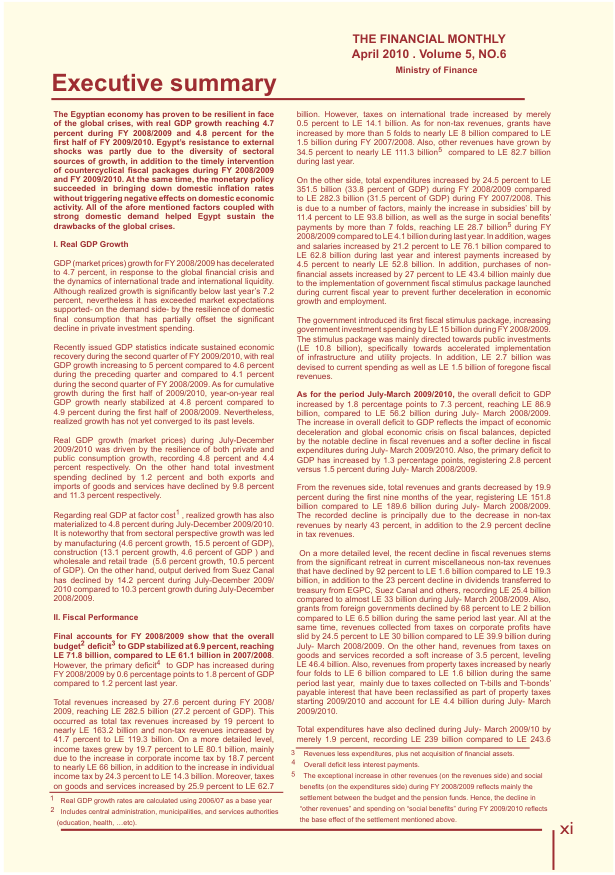 THE FINANCIAL MONTHLY
April 2010 . Volume 5, NO.6
Ministry of Finance
Executive summary
The Egyptian economy has proven to be resilient in face
of the global crises, with real GDP growth reaching 4.7
percent during FY 2008/2009 and 4.8 percent for the
first half of FY 2009/2010. Egypt's resistance to external
shocks was partly due to the diversity of sectoral
sources of growth, in addition to the timely intervention
of countercyclical fiscal packages during FY 2008/2009
and FY 2009/2010. At the same time, the monetary policy
succeeded in bringing down domestic inflation rates
without triggering negative effects on domestic economic
activity. All of the afore mentioned factors coupled with
strong domestic demand helped Egypt sustain the
drawbacks of the global crises.
I. Real GDP Growth
GDP (market prices) growth for FY 2008/2009 has decelerated
to 4.7 percent, in response to the global financial crisis and
the dynamics of international trade and international liquidity.
Although realized growth is significantly below last year's 7.2
percent, nevertheless it has exceeded market expectations
supported- on the demand side- by the resilience of domestic
final consumption that has partially offset the significant
decline in private investment spending.
Recently issued GDP statistics indicate sustained economic
recovery during the second quarter of FY 2009/2010, with real
GDP growth increasing to 5 percent compared to 4.6 percent
during the preceding quarter and compared to 4.1 percent
during the second quarter of FY 2008/2009. As for cumulative
growth during the first half of 2009/2010, year-on-year real
GDP growth nearly stabilized at 4.8 percent compared to
4.9 percent during the first half of 2008/2009. Nevertheless,
realized growth has not yet converged to its past levels.
Real GDP growth (market prices) during July-December
2009/2010 was driven by the resilience of both private and
public consumption growth, recording 4.8 percent and 4.4
percent respectively. On the other hand total investment
spending declined by 1.2 percent and both exports and
imports of goods and services have declined by 9.8 percent
and 11.3 percent respectively.
Regarding real GDP at factor cost1 , realized growth has also
materialized to 4.8 percent during July-December 2009/2010.
It is noteworthy that from sectoral perspective growth was led
by manufacturing (4.6 percent growth, 15.5 percent of GDP),
construction (13.1 percent growth, 4.6 percent of GDP ) and
wholesale and retail trade (5.6 percent growth, 10.5 percent
of GDP). On the other hand, output derived from Suez Canal
has declined by 14.2 percent during July-December 2009/
2010 compared to 10.3 percent growth during July-December
2008/2009.
II. Fiscal Performance
Final accounts for FY 2008/2009 show that the overall
budget2 deficit3 to GDP stabilized at 6.9 percent, reaching
LE 71.8 billion, compared to LE 61.1 billion in 2007/2008.
However, the primary deficit4 to GDP has increased during
FY 2008/2009 by 0.6 percentage points to 1.8 percent of GDP
compared to 1.2 percent last year.
Total revenues increased by 27.6 percent during FY 2008/
2009, reaching LE 282.5 billion (27.2 percent of GDP). This
occurred as total tax revenues increased by 19 percent to
nearly LE 163.2 billion and non-tax revenues increased by
41.7 percent to LE 119.3 billion. On a more detailed level,
income taxes grew by 19.7 percent to LE 80.1 billion, mainly
due to the increase in corporate income tax by 18.7 percent
to nearly LE 66 billion, in addition to the increase in individual
income tax by 24.3 percent to LE 14.3 billion. Moreover, taxes
on goods and services increased by 25.9 percent to LE 62.7
1 Real GDP growth rates are calculated using 2006/07 as a base year
2 Includes central administration, municipalities, and services authorities
(education, health, …etc).
billion. However, taxes on international trade increased by merely
0.5 percent to LE 14.1 billion. As for non-tax revenues, grants have
increased by more than 5 folds to nearly LE 8 billion compared to LE
1.5 billion during FY 2007/2008. Also, other revenues have grown by
34.5 percent to nearly LE 111.3 billion5 compared to LE 82.7 billion
during last year.
On the other side, total expenditures increased by 24.5 percent to LE
351.5 billion (33.8 percent of GDP) during FY 2008/2009 compared
to LE 282.3 billion (31.5 percent of GDP) during FY 2007/2008. This
is due to a number of factors, mainly the increase in subsidies' bill by
11.4 percent to LE 93.8 billion, as well as the surge in social benefits'
payments by more than 7 folds, reaching LE 28.7 billion5 during FY
2008/2009 compared to LE 4.1 billion during last year. In addition, wages
and salaries increased by 21.2 percent to LE 76.1 billion compared to
LE 62.8 billion during last year and interest payments increased by
4.5 percent to nearly LE 52.8 billion. In addition, purchases of non-
financial assets increased by 27 percent to LE 43.4 billion mainly due
to the implementation of government fiscal stimulus package launched
during current fiscal year to prevent further deceleration in economic
growth and employment.
The government introduced its first fiscal stimulus package, increasing
government investment spending by LE 15 billion during FY 2008/2009.
The stimulus package was mainly directed towards public investments
(LE 10.8 billion), specifically towards accelerated implementation
of infrastructure and utility projects. In addition, LE 2.7 billion was
devised to current spending as well as LE 1.5 billion of foregone fiscal
revenues.
As for the period July-March 2009/2010, the overall deficit to GDP
increased by 1.8 percentage points to 7.3 percent, reaching LE 86.9
billion, compared to LE 56.2 billion during July- March 2008/2009.
The increase in overall deficit to GDP reflects the impact of economic
deceleration and global economic crisis on fiscal balances, depicted
by the notable decline in fiscal revenues and a softer decline in fiscal
expenditures during July- March 2009/2010. Also, the primary deficit to
GDP has increased by 1.3 percentage points, registering 2.8 percent
versus 1.5 percent during July- March 2008/2009.
From the revenues side, total revenues and grants decreased by 19.9
percent during the first nine months of the year, registering LE 151.8
billion compared to LE 189.6 billion during July- March 2008/2009.
The recorded decline is principally due to the decrease in non-tax
revenues by nearly 43 percent, in addition to the 2.9 percent decline
in tax revenues.
On a more detailed level, the recent decline in fiscal revenues stems
from the significant retreat in current miscellaneous non-tax revenues
that have declined by 92 percent to LE 1.6 billion compared to LE 19.3
billion, in addition to the 23 percent decline in dividends transferred to
treasury from EGPC, Suez Canal and others, recording LE 25.4 billion
compared to almost LE 33 billion during July- March 2008/2009. Also,
grants from foreign governments declined by 68 percent to LE 2 billion
compared to LE 6.5 billion during the same period last year. All at the
same time, revenues collected from taxes on corporate profits have
slid by 24.5 percent to LE 30 billion compared to LE 39.9 billion during
July- March 2008/2009. On the other hand, revenues from taxes on
goods and services recorded a soft increase of 3.5 percent, leveling
LE 46.4 billion. Also, revenues from property taxes increased by nearly
four folds to LE 6 billion compared to LE 1.6 billion during the same
period last year, mainly due to taxes collected on T-bills and T-bonds'
payable interest that have been reclassified as part of property taxes
starting 2009/2010 and account for LE 4.4 billion during July- March
2009/2010.
Total expenditures have also declined during July- March 2009/10 by
merely 1.9 percent, recording LE 239 billion compared to LE 243.6
3 Revenues less expenditures, plus net acquisition of financial assets.
4 Overall deficit less interest payments.
5 The exceptional increase in other revenues (on the revenues side) and social
benefits (on the expenditures side) during FY 2008/2009 reflects mainly the
settlement between the budget and the pension funds. Hence, the decline in
"other revenues" and spending on "social benefits" during FY 2009/2010 reflects
the base effect of the settlement mentioned above.
xi